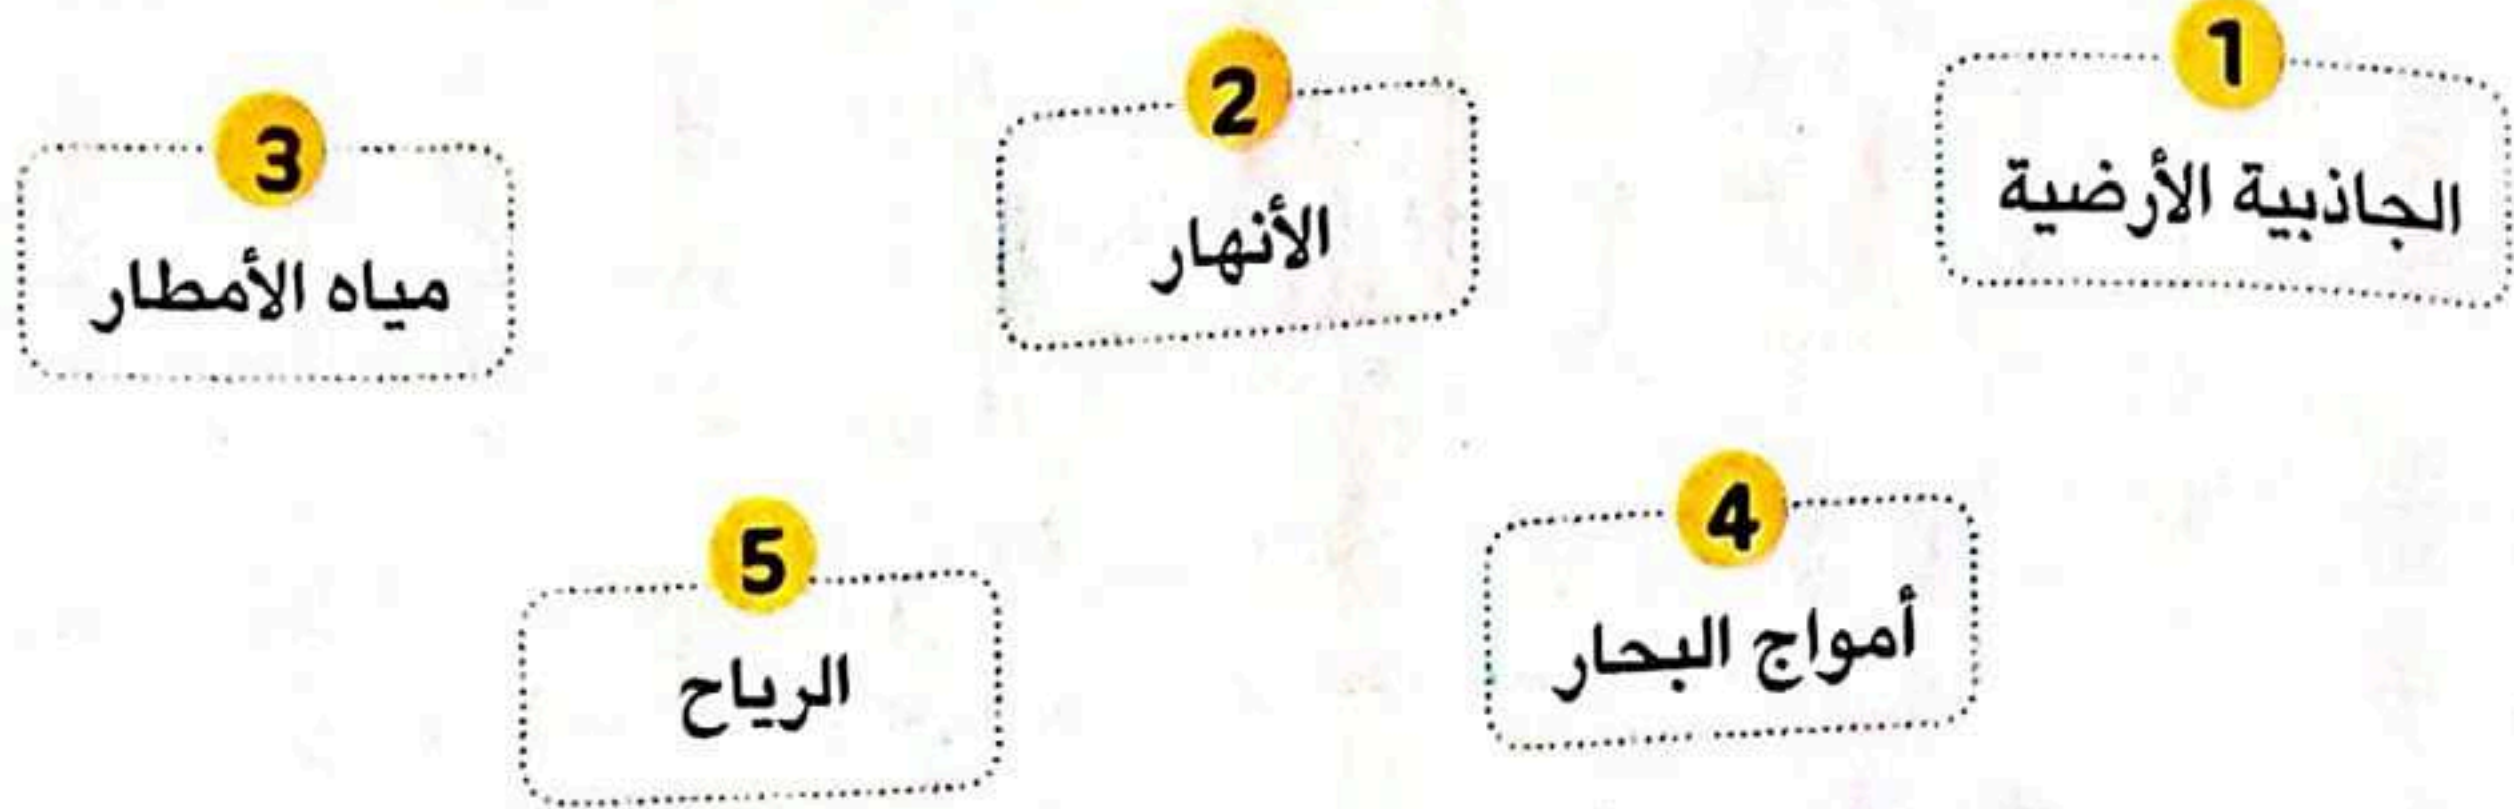 1
الجاذبية الأرضية
2
الأنهار
3
مياه الأمطار
4
أمواج البحار
5
الرياح